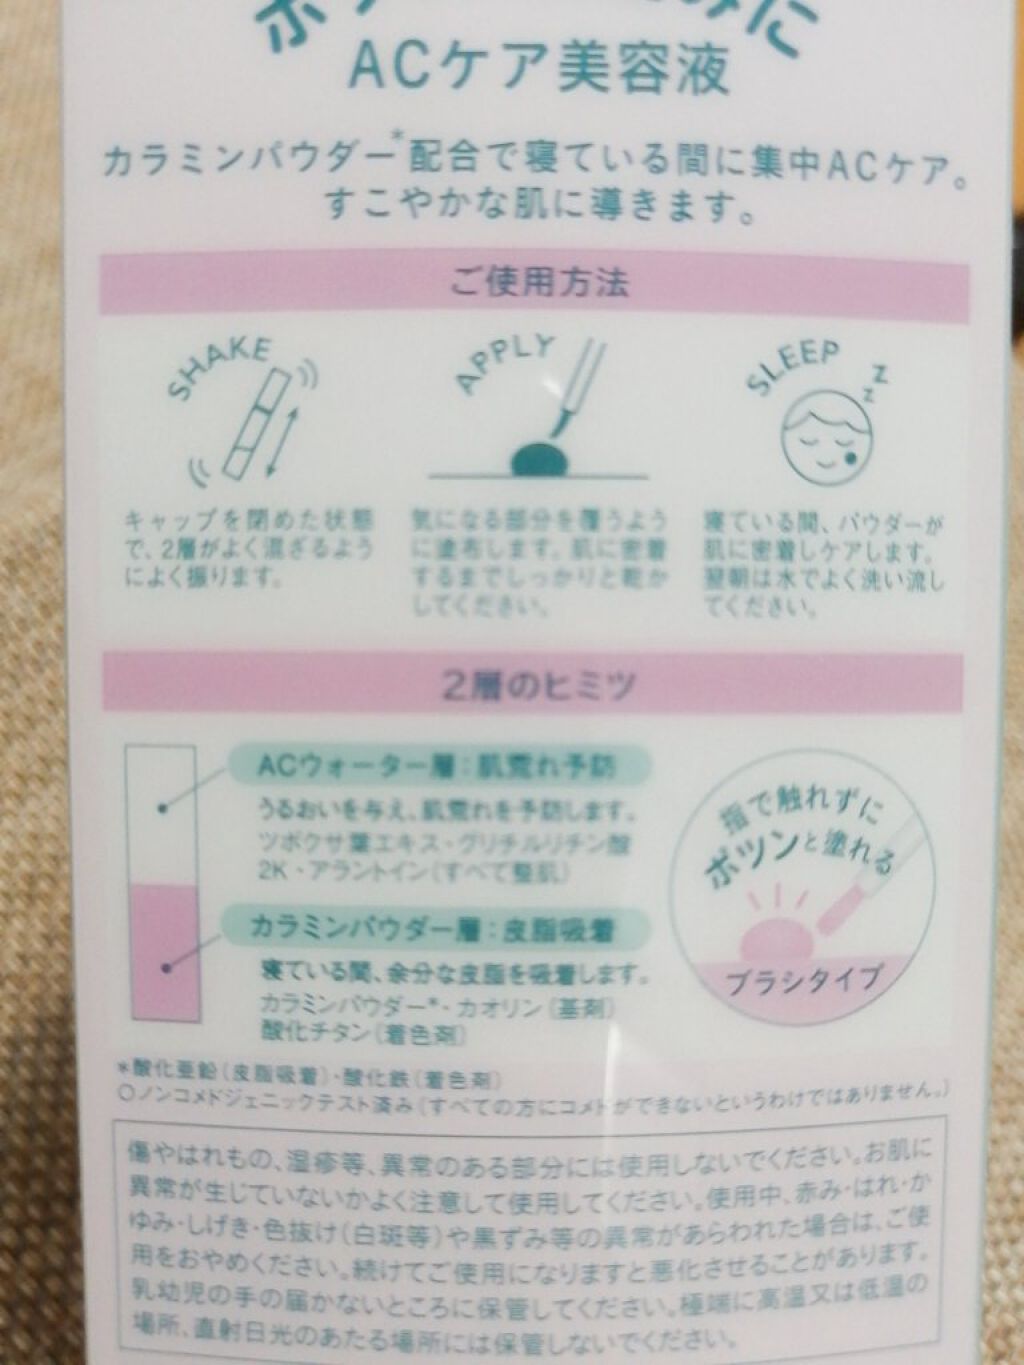 ACケア美容液
カラミンパウダー*配合で寝ている間に集中ACケア。
すこやかな肌に導きます。
ご使用方法
SHAKE
キャップを閉めた状態
で、2層がよく混ざるよう
によく振ります。
APPLY
気になる部分を覆うよう
に塗布します。肌に密着
するまでしっかりと乾か
してください。
SLEEP
z z
寝ている間、パウダーが
肌に密着しケアします。
翌朝は水でよく洗い流し
てください。
2層のヒミツ
ACウォーター層：肌荒れ予防
うるおいを与え、肌荒れを予防します。
ツボクサ葉エキス・グリチルリチン酸
2K・アラントイン（すべて整肌）
カラミンパウダー層：皮脂吸着
寝ている間、余分な皮脂を吸着します。
カラミンパウダー*・カオリン（基剤）
酸化チタン（着色剤）
指で触れずに
ポツンと塗れる
ブラシタイプ
*酸化亜鉛（皮脂吸着）・酸化鉄（着色剤）
○ノンコメドジェニックテスト済み（すべての方にコメドができないというわけではありません。）
傷やはれもの、湿疹等、異常のある部分には使用しないでください。お肌に
異常が生じていないかよく注意して使用してください。使用中、赤み・はれ・か
ゆみ・しげき・色抜け（白斑等）や黒ずみ等の異常があらわれた場合は、ご使
用をおやめください。続けてご使用になりますと悪化させることがあります。
乳幼児の手の届かないところに保管してください。極端に高温又は低温の
場所、直射日光のあたる場所には保管しないでください。